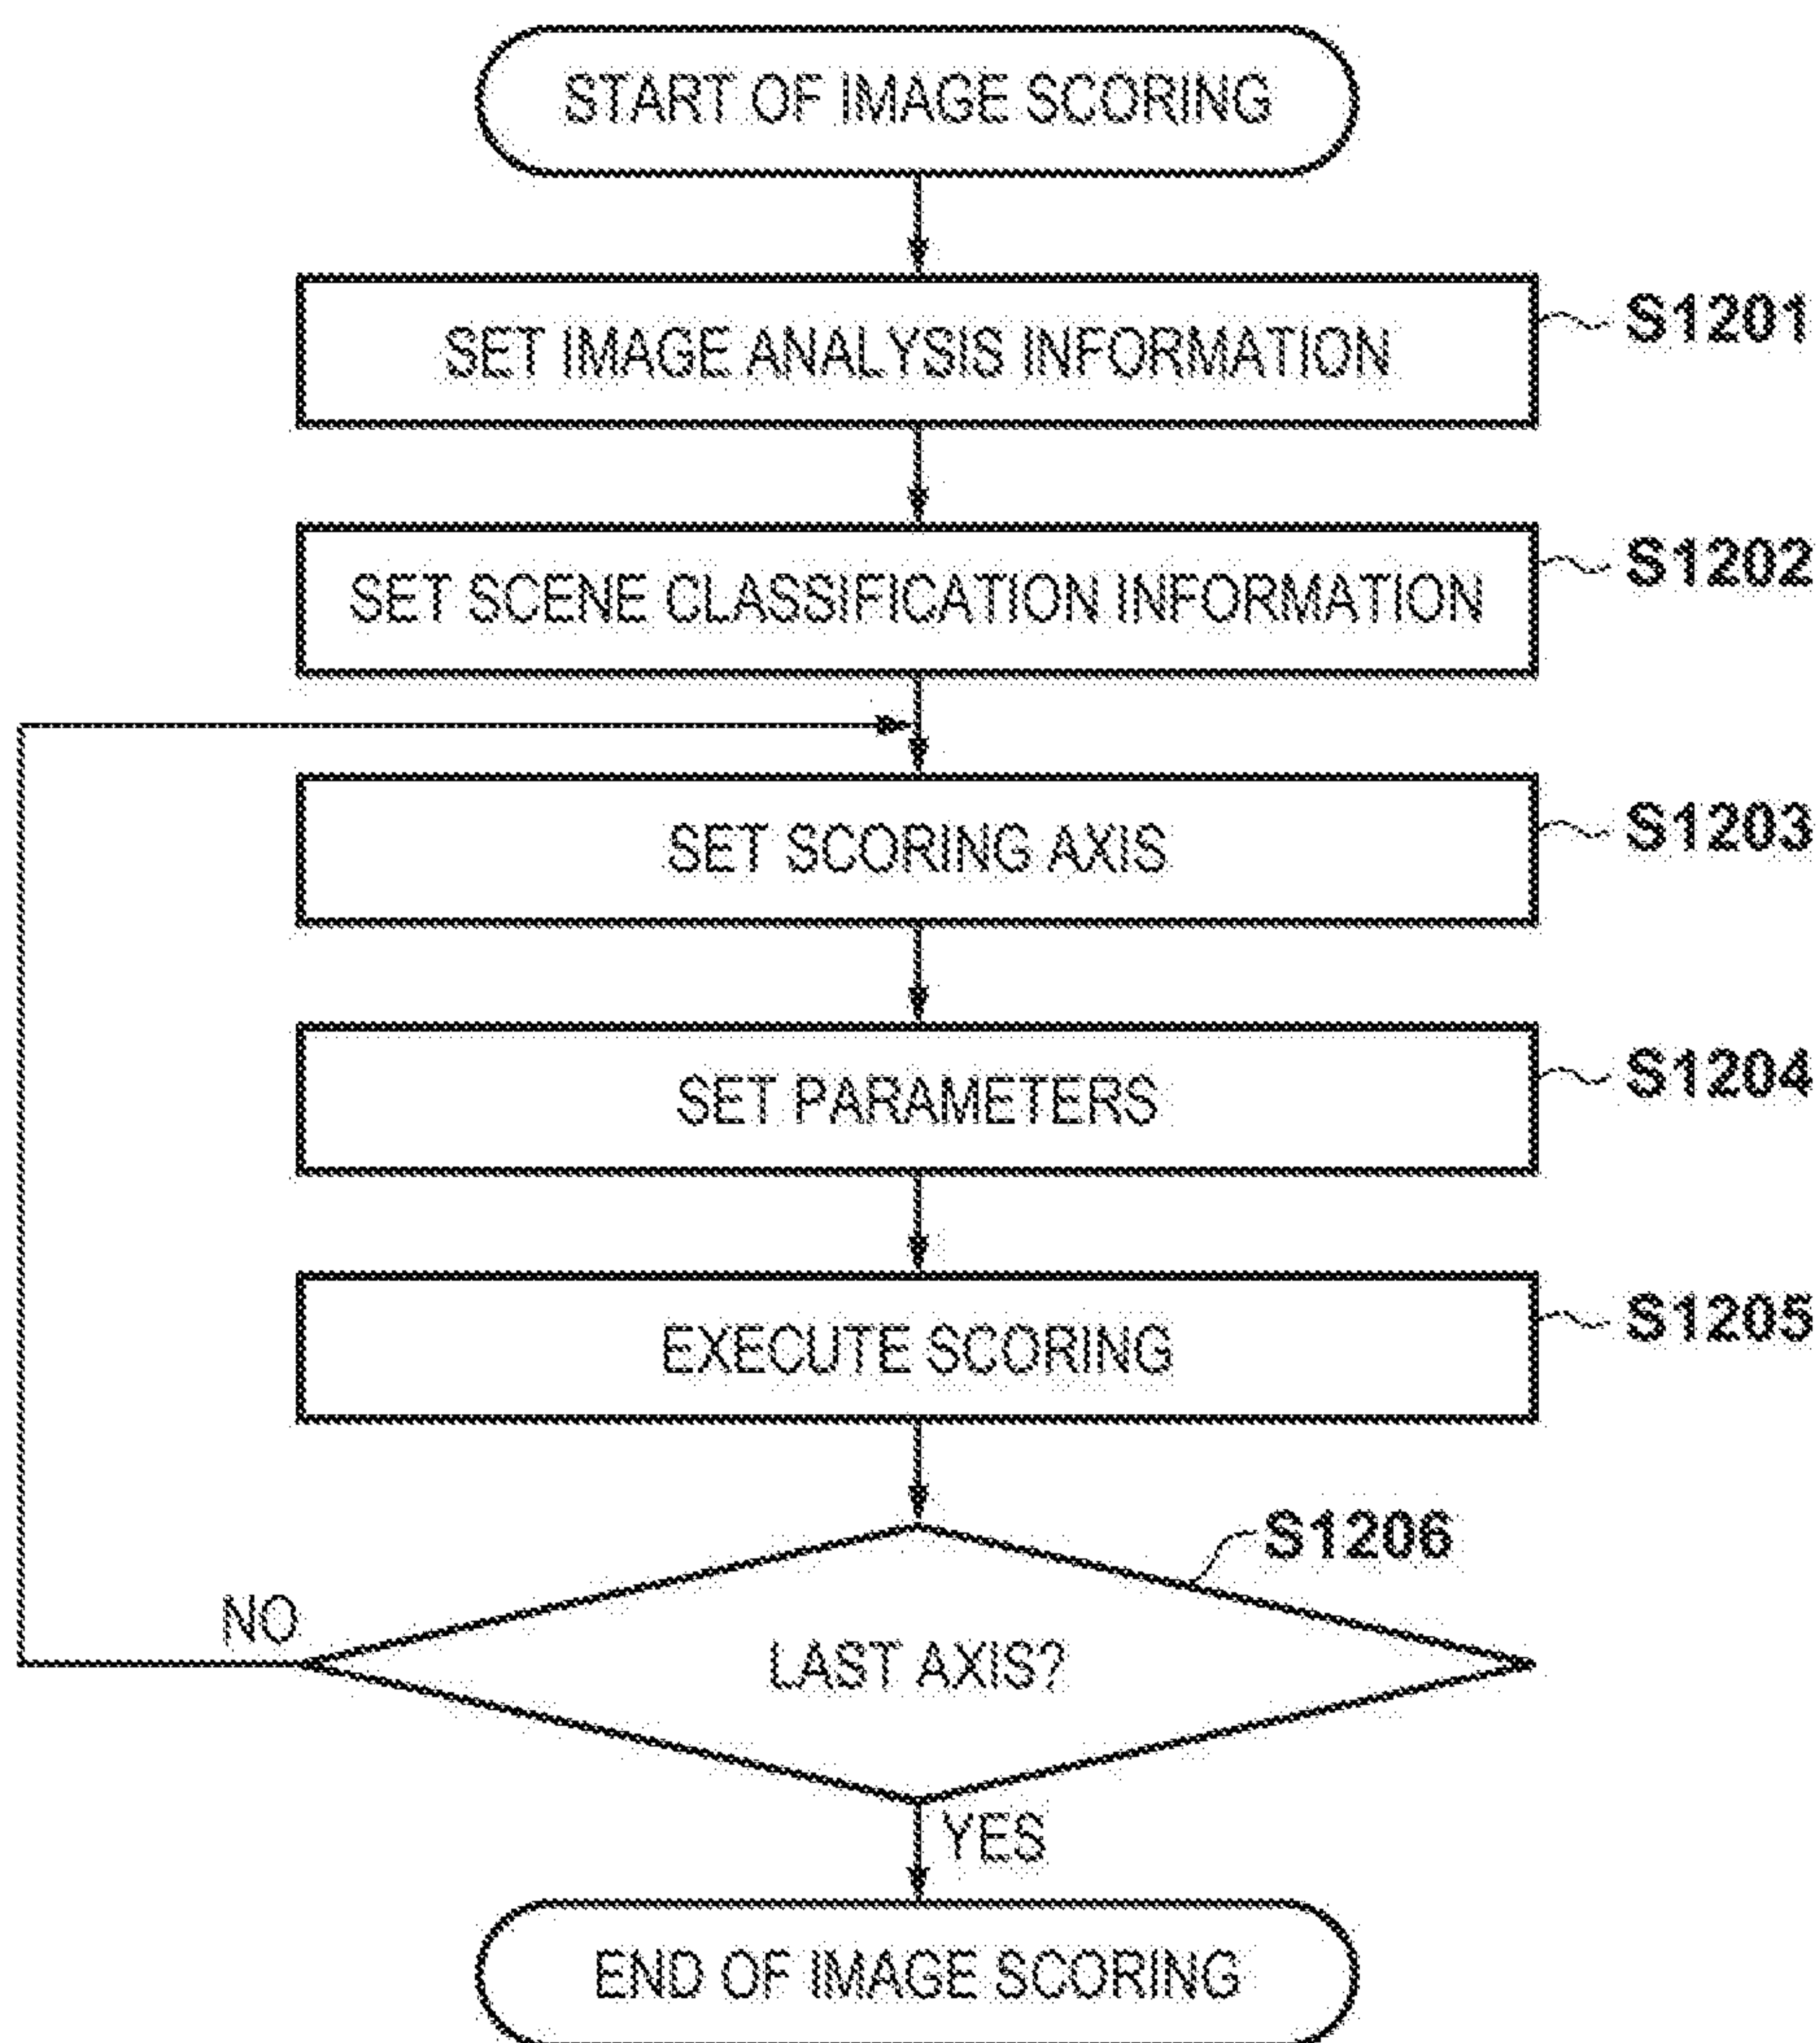 START OF IMAGE SCORING
SET IMAGE ANALYSIS INFORMATION
S1201
SET SCENE CLASSIFICATION INFORMATION
S1202
SET SCORING AXIS
S1203
SET PARAMETERS
S1204
EXECUTE SCORING
S1205
S1206
NO
LAST AXIS?
YES
END OF IMAGE SCORING